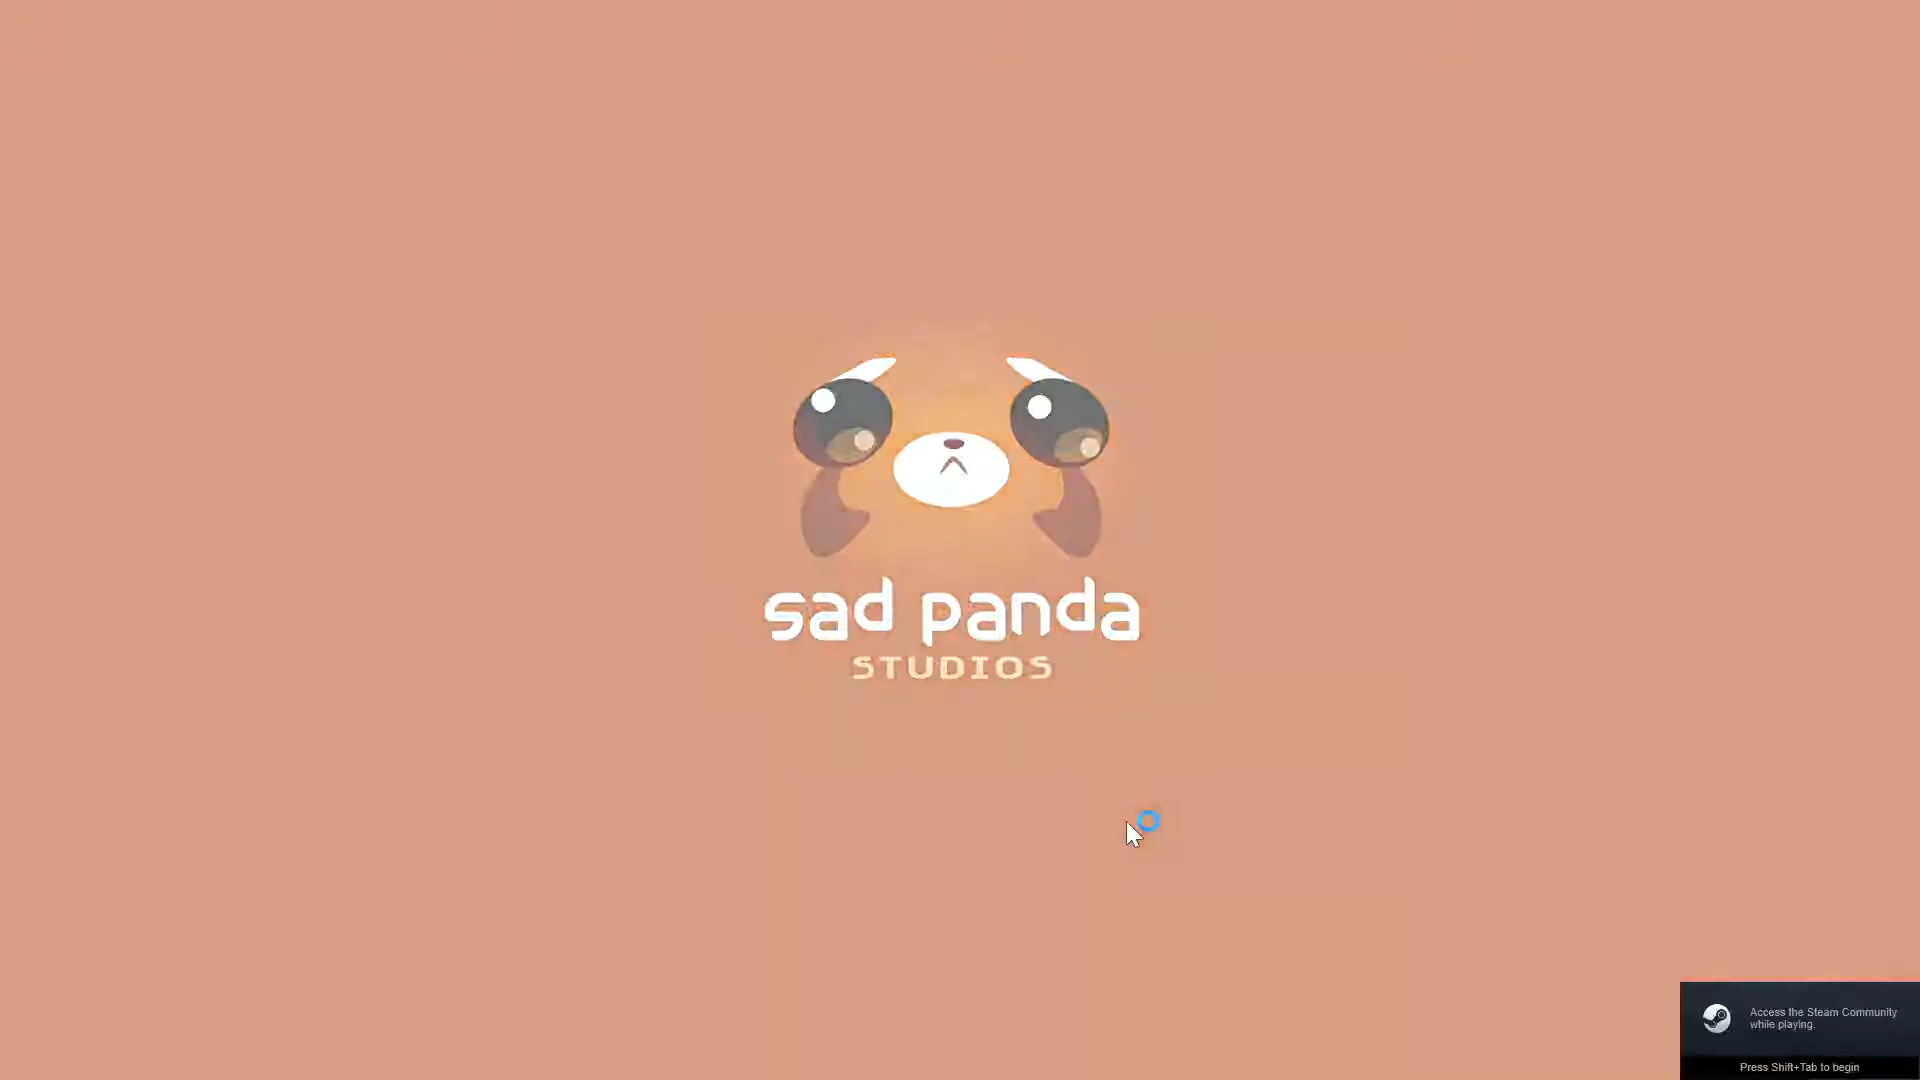 sad panda
STUDIOS
Access the Steam Community
while playing.
Press Shift+Tab to begin